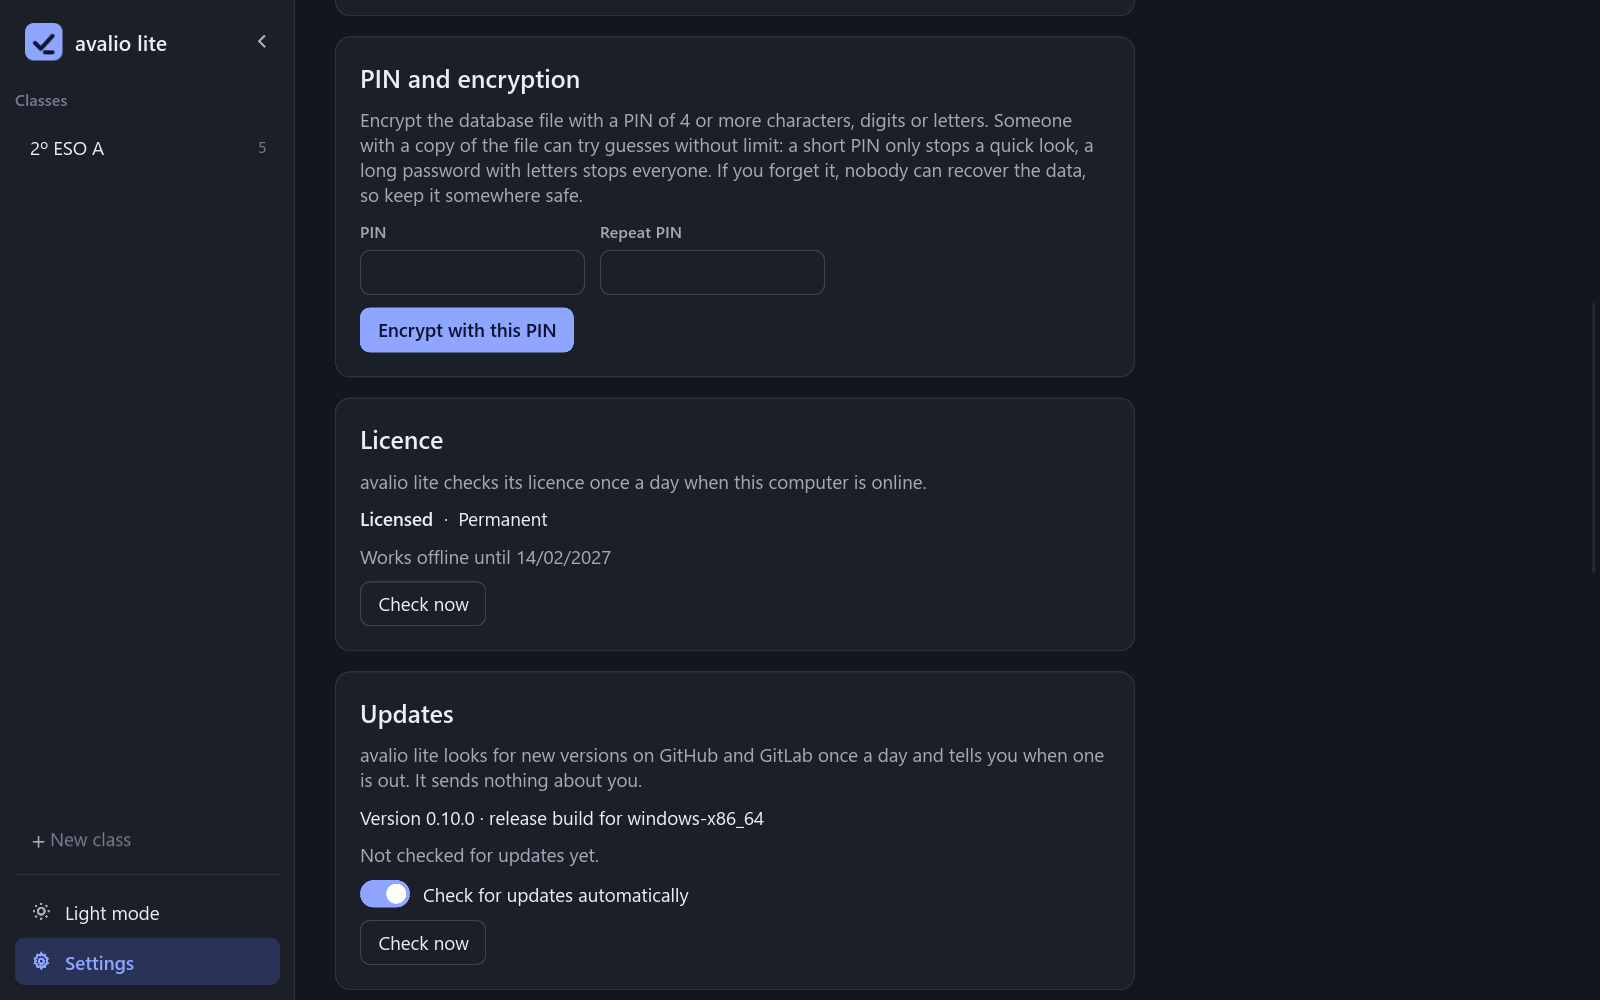 avalio lite
Classes
2º ESO A 5
+ New class
Light mode
Settings
PIN and encryption
Encrypt the database file with a PIN of 4 or more characters, digits or letters. Someone
with a copy of the file can try guesses without limit: a short PIN only stops a quick look, a
long password with letters stops everyone. If you forget it, nobody can recover the data,
so keep it somewhere safe.
PIN Repeat PIN
Encrypt with this PIN
Licence
avalio lite checks its licence once a day when this computer is online.
Licensed · Permanent
Works offline until 14/02/2027
Check now
Updates
avalio lite looks for new versions on GitHub and GitLab once a day and tells you when one
is out. It sends nothing about you.
Version 0.10.0 · release build for windows-x86_64
Not checked for updates yet.
Check for updates automatically
Check now